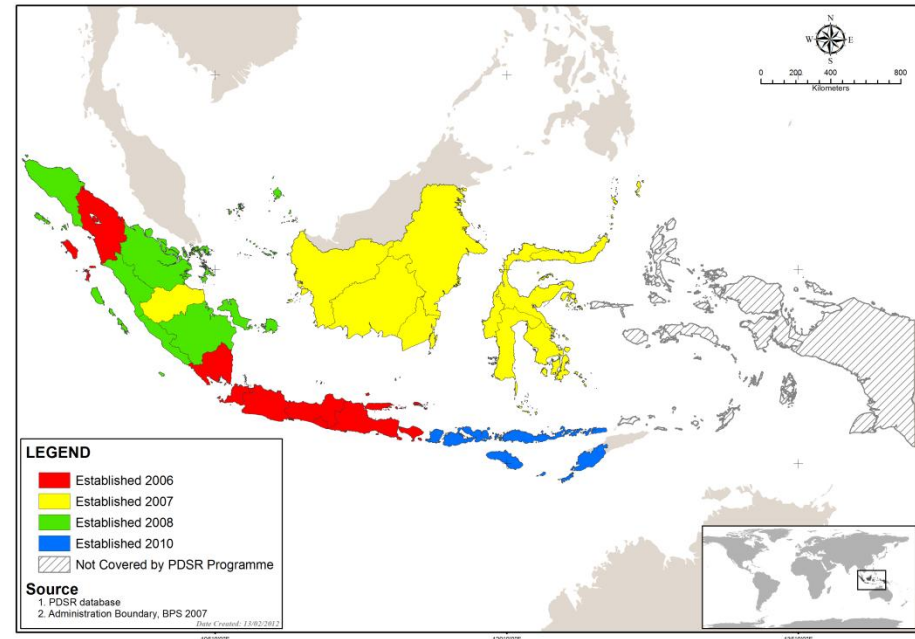 N
W E
S
0 200 400 800
Kilometers
LEGEND
Established 2006
Established 2007
Established 2008
Established 2010
Not Covered by PDSR Programme
Source
1. PDSR database
2. Administration Boundary, BPS 2007
Date Created: 13/02/2012